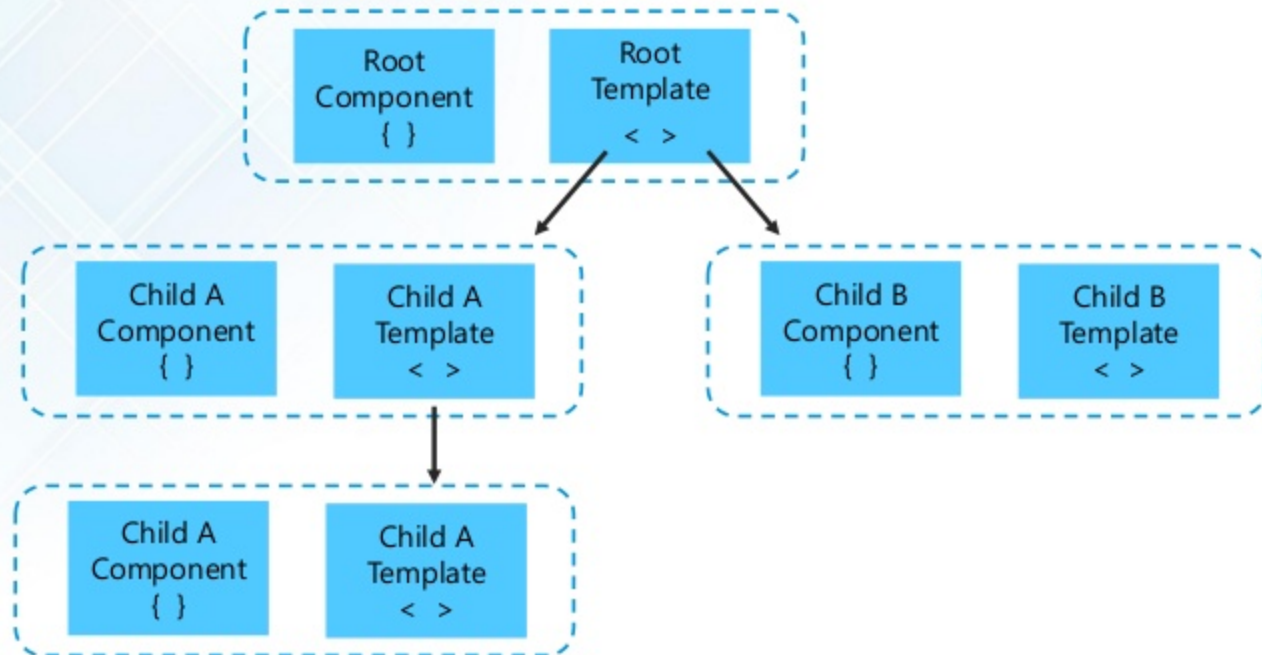 Root
Component
{ }
Root
Template
< >
Child A
Component
{ }
Child A
Template
< >
Child B
Component
{ }
Child B
Template
< >
Child A
Component
{ }
Child A
Template
< >